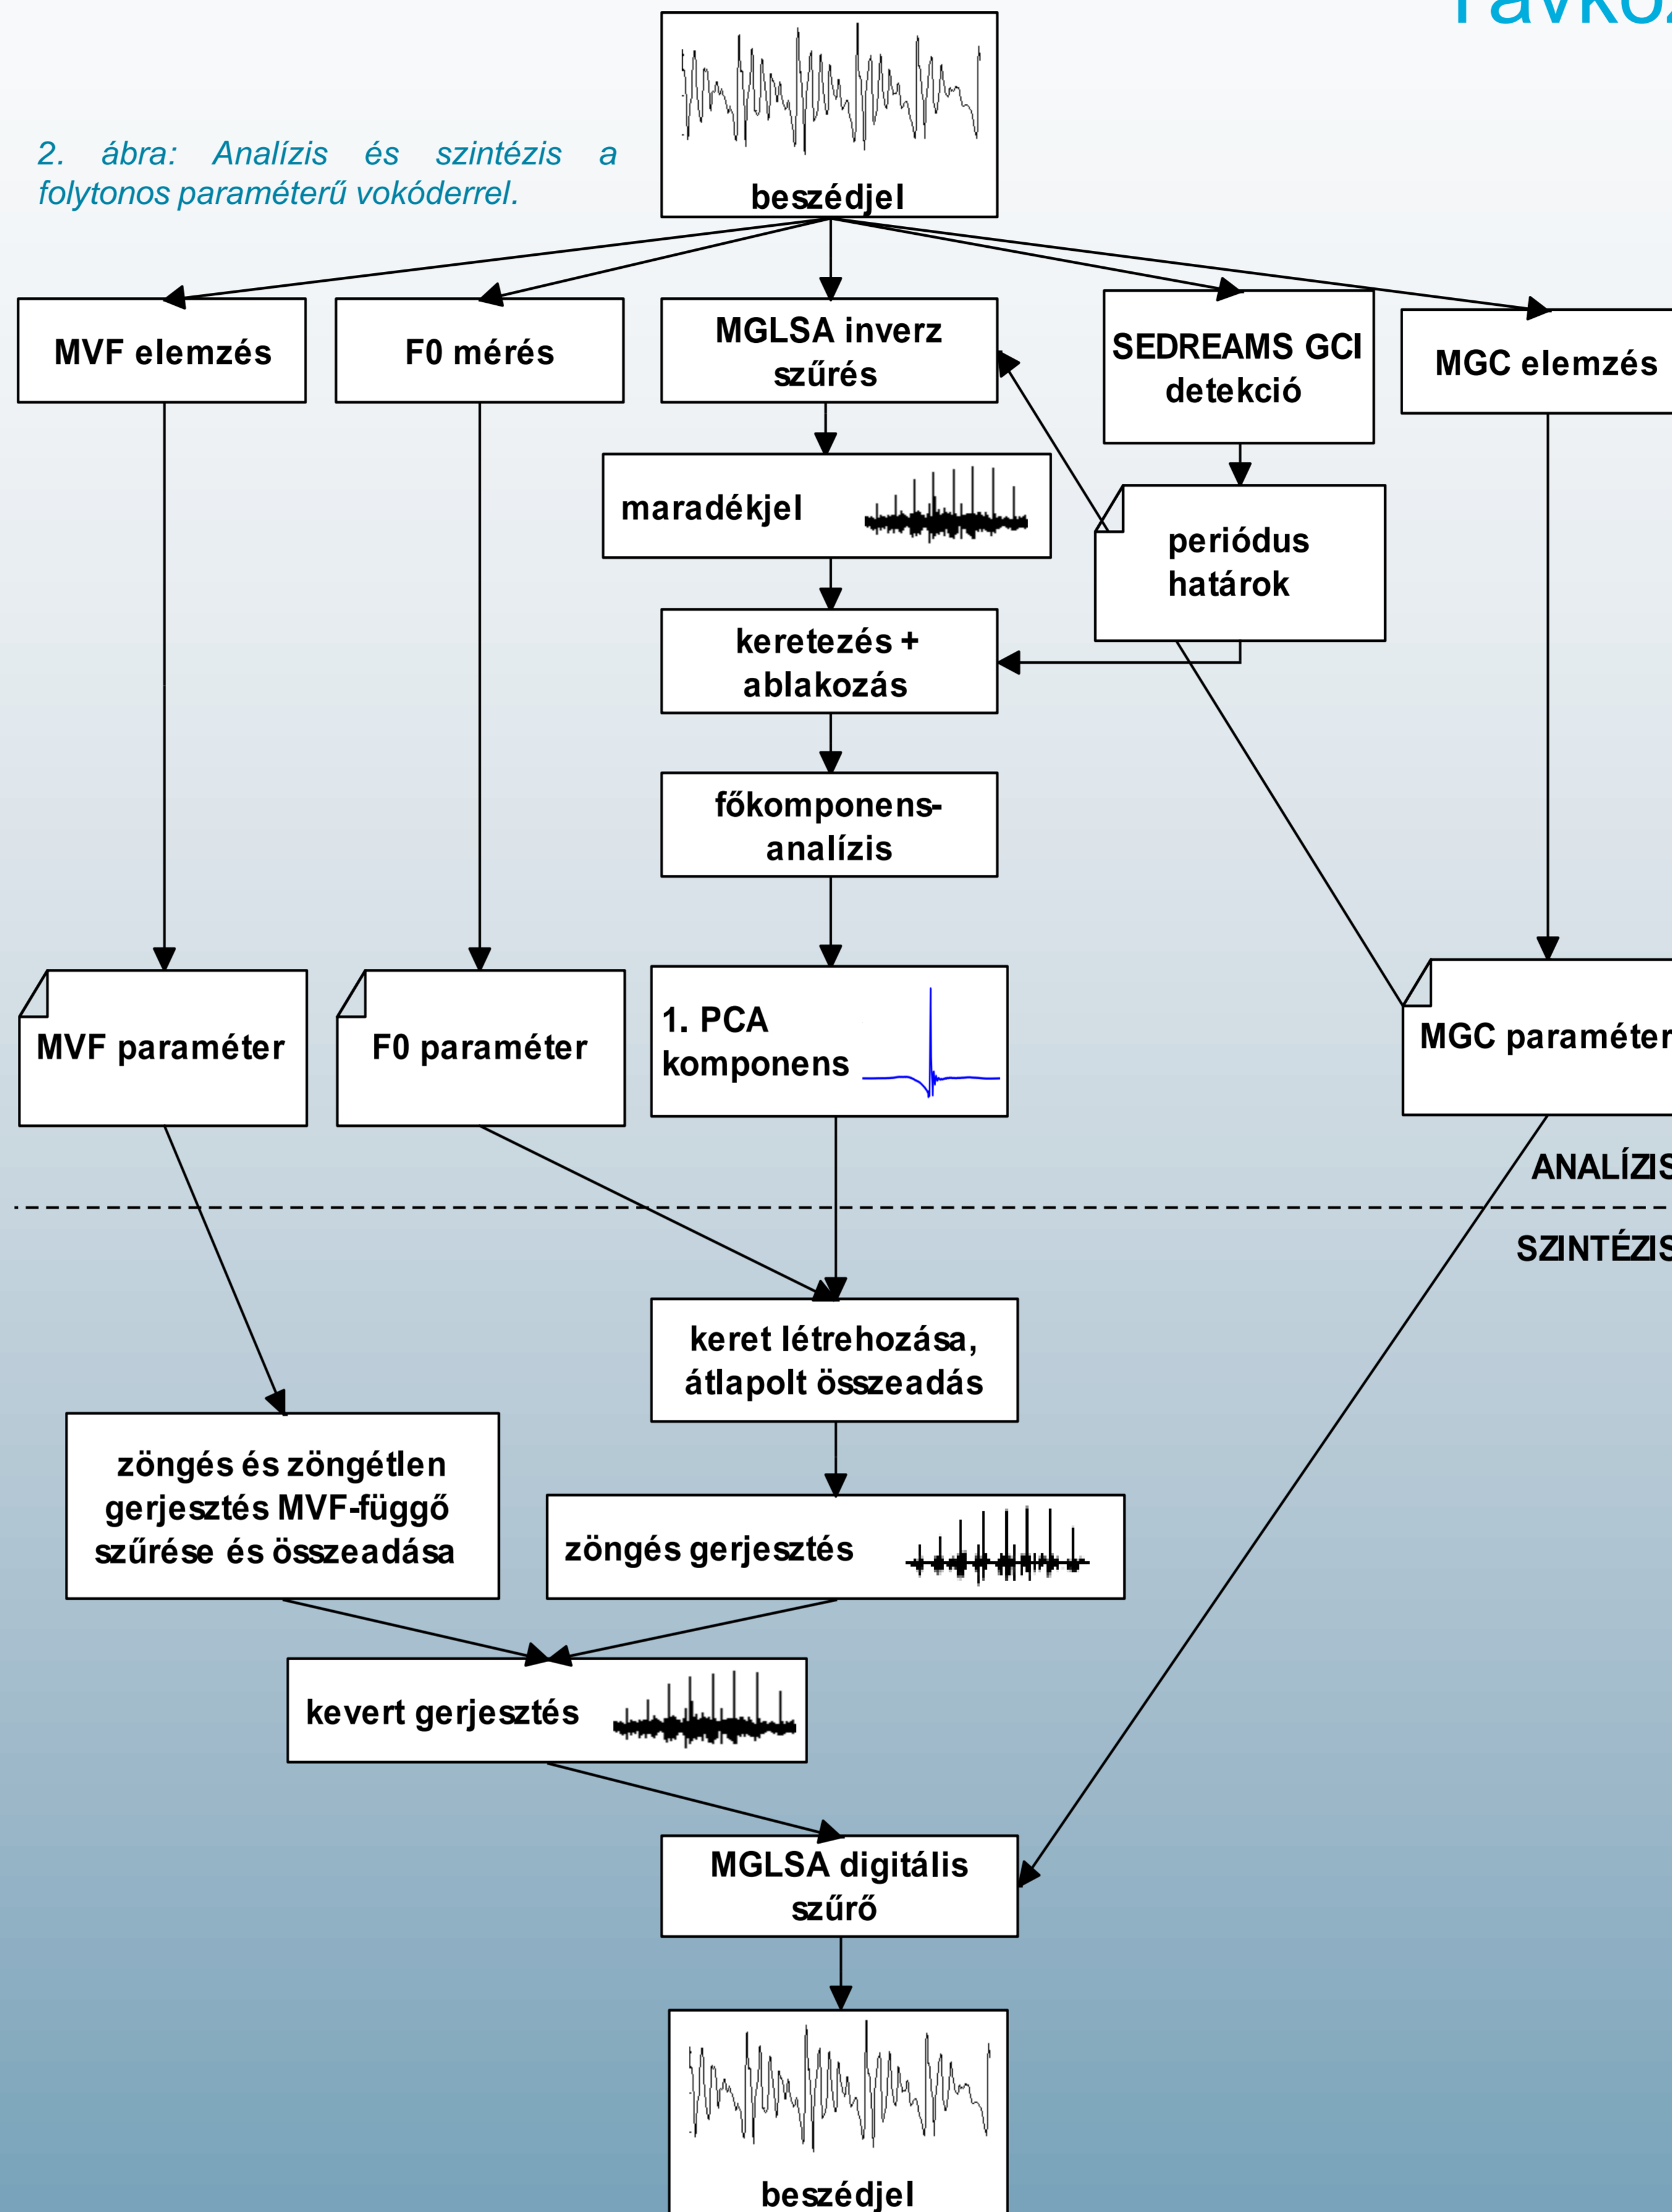 2. ábra: Analízis és szintézis a
folytonos paraméterű vokóderrel.
beszédjel
MVF elemzés
F0 mérés
MGLSA inverz
szűrés
SEDREAMS GCI
detekció
MGC elemzés
maradékjel
periódus
határok
keretezés +
ablakozás
főkomponens-
analízis
MVF paraméter
F0 paraméter
1. PCA
komponens
MGC paraméter
ANALÍZIS
SZINTÉZIS
keret létrehozása,
átlapolt összeadás
zöngés és zöngétlen
gerjesztés MVF-függő
szűrése és összeadása
zöngés gerjesztés
kevert gerjesztés
MGLSA digitális
szűrő
beszédjel